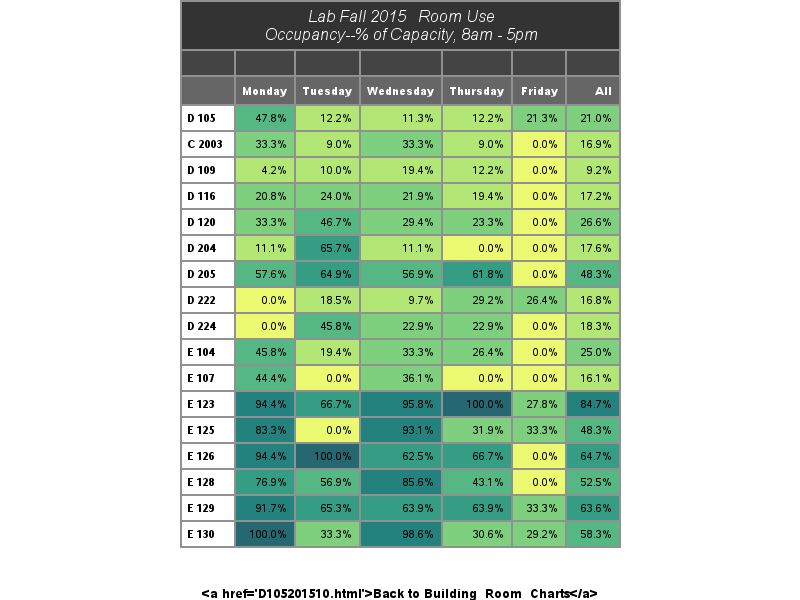 Lab Fall 2015 Room Use
Occupancy--% of Capacity, 8am - 5pm
Monday Tuesday Wednesday Thursday Friday All
D 105 47.8% 12.2% 11.3% 12.2% 21.3% 21.0%
C 2003 33.3% 9.0% 33.3% 9.0% 0.0% 16.9%
D 109 4.2% 10.0% 19.4% 12.2% 0.0% 9.2%
D 116 20.8% 24.0% 21.9% 19.4% 0.0% 17.2%
D 120 33.3% 46.7% 29.4% 23.3% 0.0% 26.6%
D 204 11.1% 65.7% 11.1% 0.0% 0.0% 17.6%
D 205 57.6% 64.9% 56.9% 61.8% 0.0% 48.3%
D 222 0.0% 18.5% 9.7% 29.2% 26.4% 16.8%
D 224 0.0% 45.8% 22.9% 22.9% 0.0% 18.3%
E 104 45.8% 19.4% 33.3% 26.4% 0.0% 25.0%
E 107 44.4% 0.0% 36.1% 0.0% 0.0% 16.1%
E 123 94.4% 66.7% 95.8% 100.0% 27.8% 84.7%
E 125 83.3% 0.0% 93.1% 31.9% 33.3% 48.3%
E 126 94.4% 100.0% 62.5% 66.7% 0.0% 64.7%
E 128 76.9% 56.9% 85.6% 43.1% 0.0% 52.5%
E 129 91.7% 65.3% 63.9% 63.9% 33.3% 63.6%
E 130 100.0% 33.3% 98.6% 30.6% 29.2% 58.3%
<a href='D105201510.html'>Back to Building_Room_Charts</a>